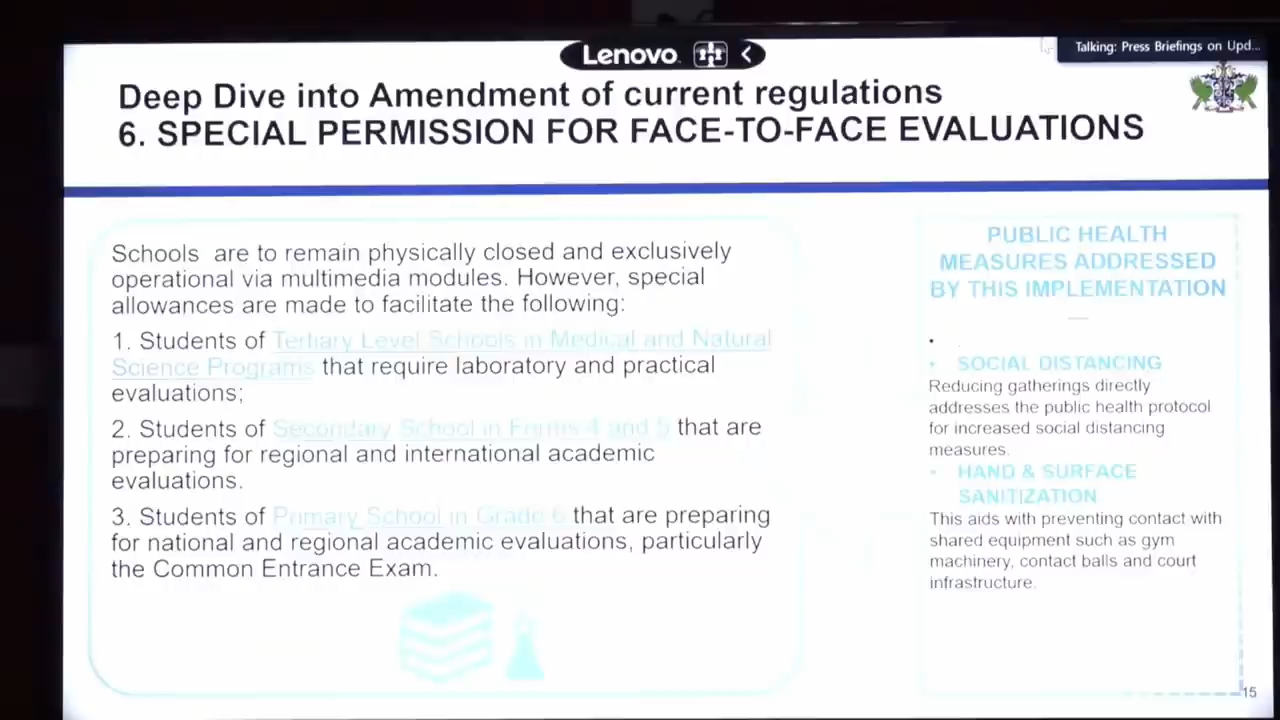 Lenovo
Talking: Press Briefings on Upd...
Deep Dive into Amendment of current regulations
6. SPECIAL PERMISSION FOR FACE-TO-FACE EVALUATIONS
Schools are to remain physically closed and exclusively
operational via multimedia modules. However, special
allowances are made to facilitate the following:
1. Students of Tertiary Level Schools in Medical and Natural
Science Programs that require laboratory and practical
evaluations;
2. Students of Secondary School in Forms 4 and 5 that are
preparing for regional and international academic
evaluations.
3. Students of Primary School in Grade 6 that are preparing
for national and regional academic evaluations, particularly
the Common Entrance Exam.
PUBLIC HEALTH
MEASURES ADDRESSED
BY THIS IMPLEMENTATION
•
• SOCIAL DISTANCING
Reducing gatherings directly
addresses the public health protocol
for increased social distancing
measures.
• HAND & SURFACE
SANITIZATION
This aids with preventing contact with
shared equipment such as gym
machinery, contact balls and court
infrastructure.
15